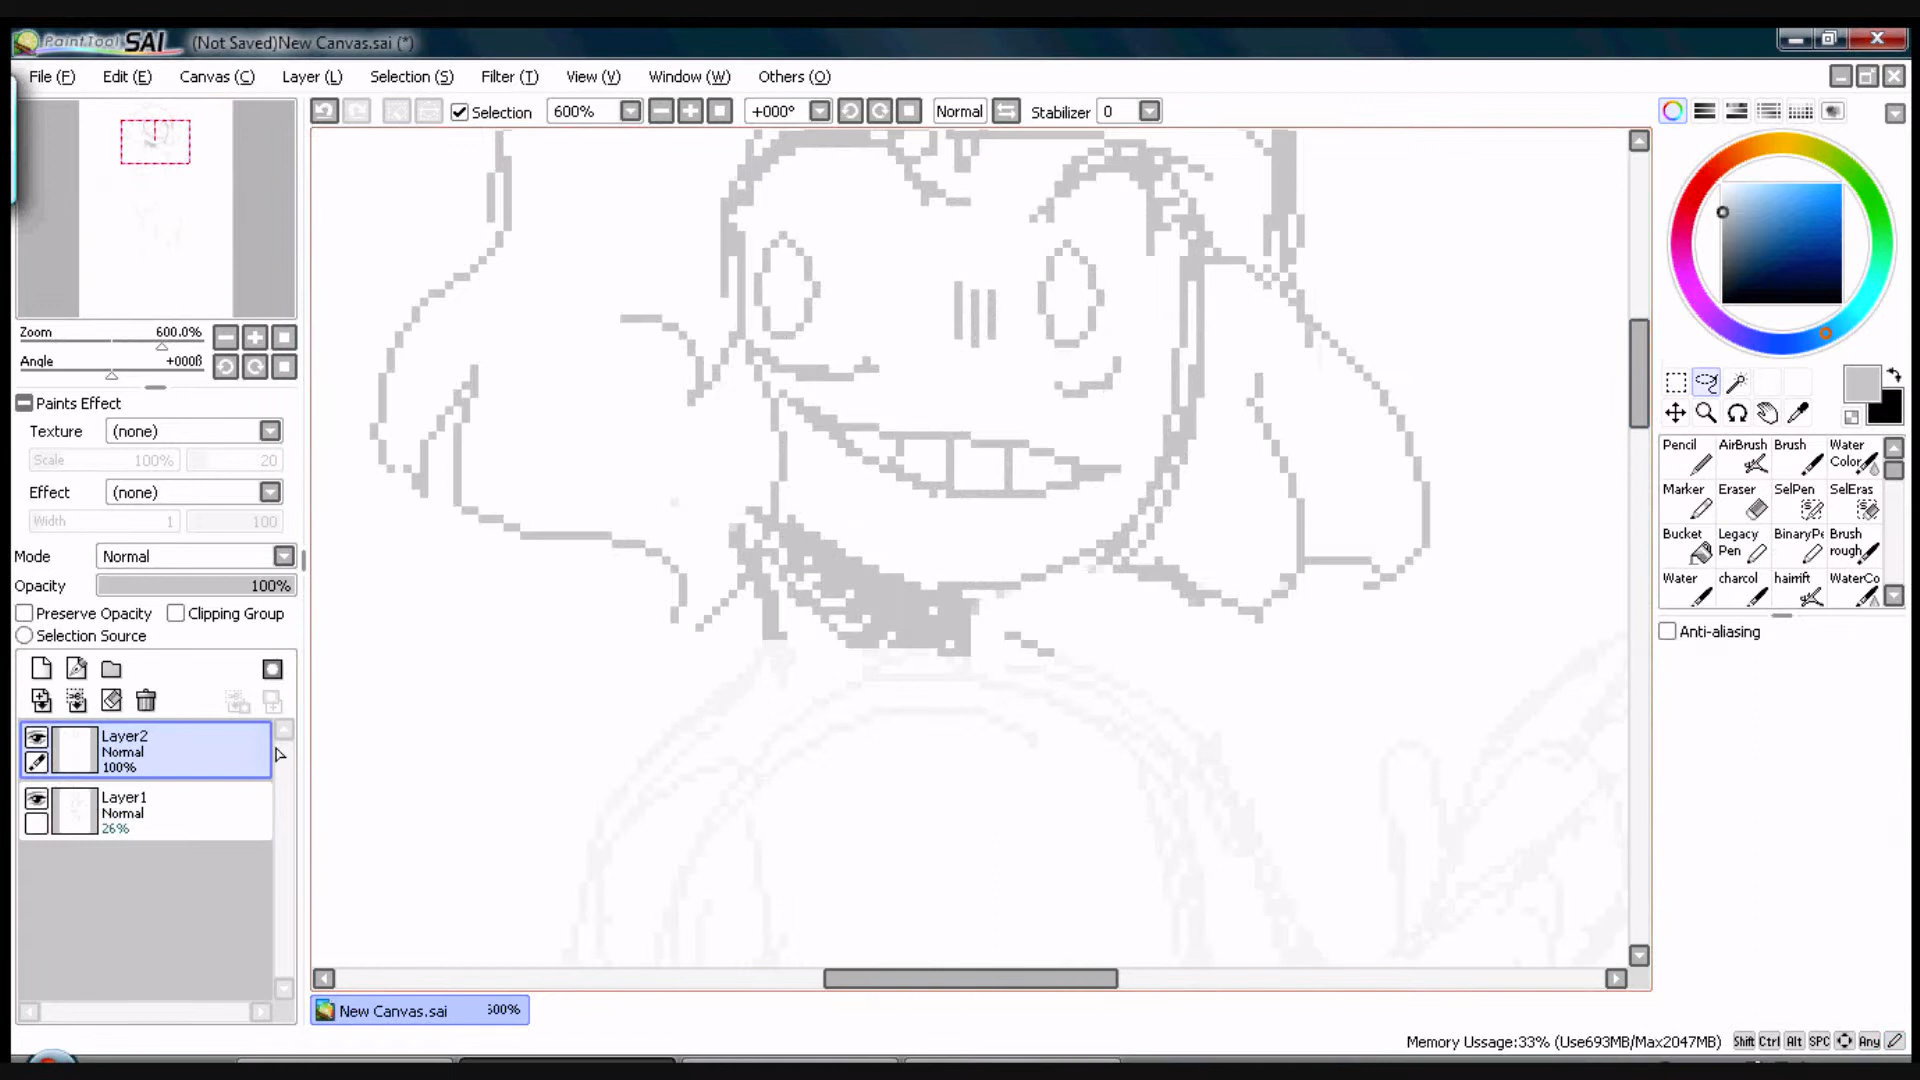 PaintTool SAI (Not Saved)New Canvas.sai (*)
File (F) Edit (E) Canvas (C) Layer (L) Selection (S) Filter (T) View (V) Window (W) Others (O)
Selection 600% +000° Normal Stabilizer 0
Zoom 600.0%
Angle +000ß
Paints Effect
Texture (none)
Scale 100% 20
Effect (none)
Width 1 100
Mode Normal
Opacity 100%
Preserve Opacity Clipping Group
Selection Source
Layer2
Normal
100%
Layer1
Normal
26%
Pencil AirBrush Brush Water
Color
Marker Eraser SelPen SelEras
Bucket Legacy BinaryPe Brush
Pen rough
Water charcol hairrift WaterCo
Anti-aliasing
New Canvas.sai 600%
Memory Ussage:33% (Use693MB/Max2047MB) Shift Ctrl Alt SPC Any